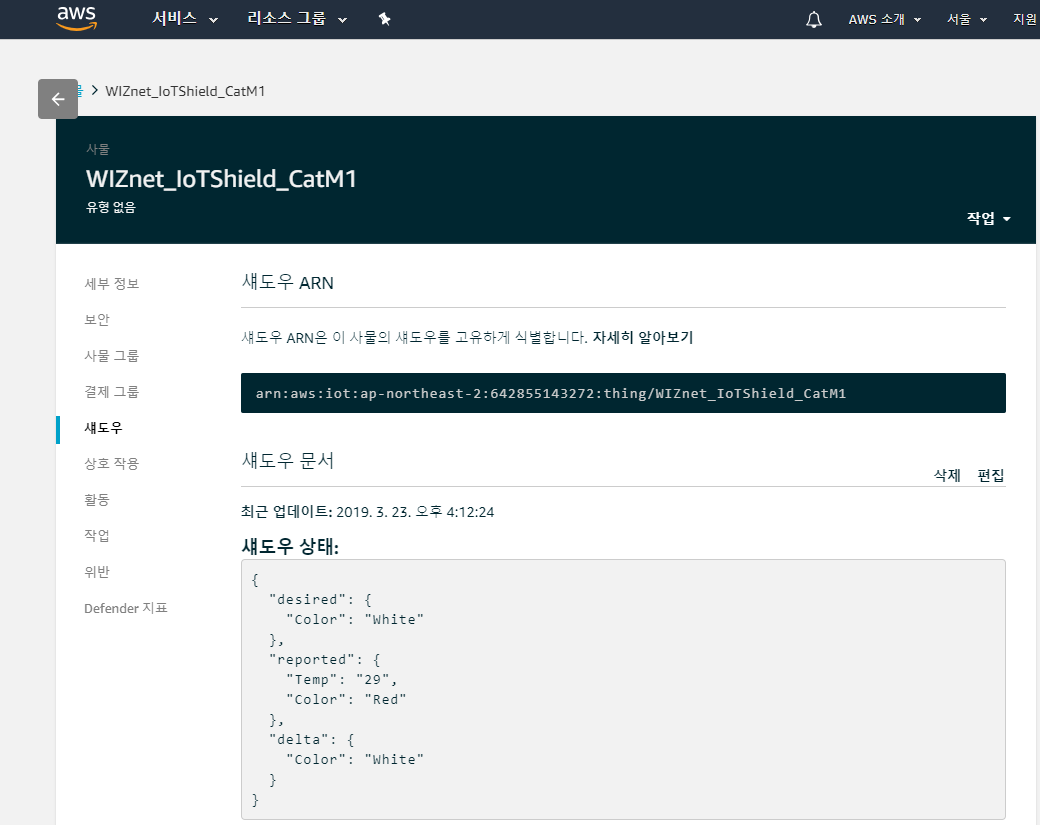 aws 서비스 리소스 그룹 AWS 소개 서울 지원
> WIZnet_IoTShield_CatM1
사물
WIZnet_IoTShield_CatM1
유형 없음
작업
세부 정보
보안
사물 그룹
결제 그룹
섀도우
상호 작용
활동
작업
위반
Defender 지표
섀도우 ARN
섀도우 ARN은 이 사물의 섀도우를 고유하게 식별합니다. 자세히 알아보기
arn:aws:iot:ap-northeast-2:642855143272:thing/WIZnet_IoTShield_CatM1
섀도우 문서
삭제 편집
최근 업데이트: 2019. 3. 23. 오후 4:12:24
섀도우 상태:
{
"desired": {
"Color": "White"
},
"reported": {
"Temp": "29",
"Color": "Red"
},
"delta": {
"Color": "White"
}
}